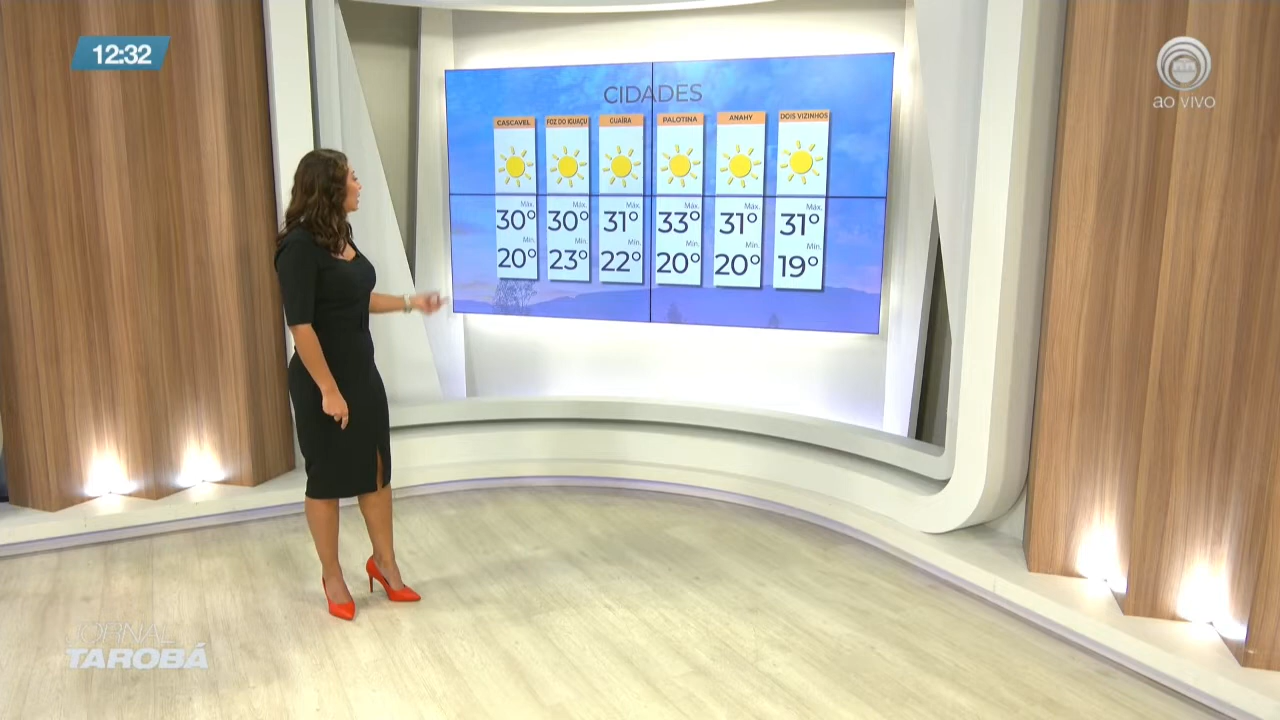 12:32
ao vivo
CIDADES
CASCAVEL
FOZ DO IGUAÇU
GUAÍRA
PALOTINA
ANAHY
DOIS VIZINHOS
Máx. Máx. Máx. Máx. Máx. Máx.
30° 30° 31° 33° 31° 31°
Mín. Mín. Mín. Mín. Mín. Mín.
20° 23° 22° 20° 20° 19°
JORNAL
TAROBÁ